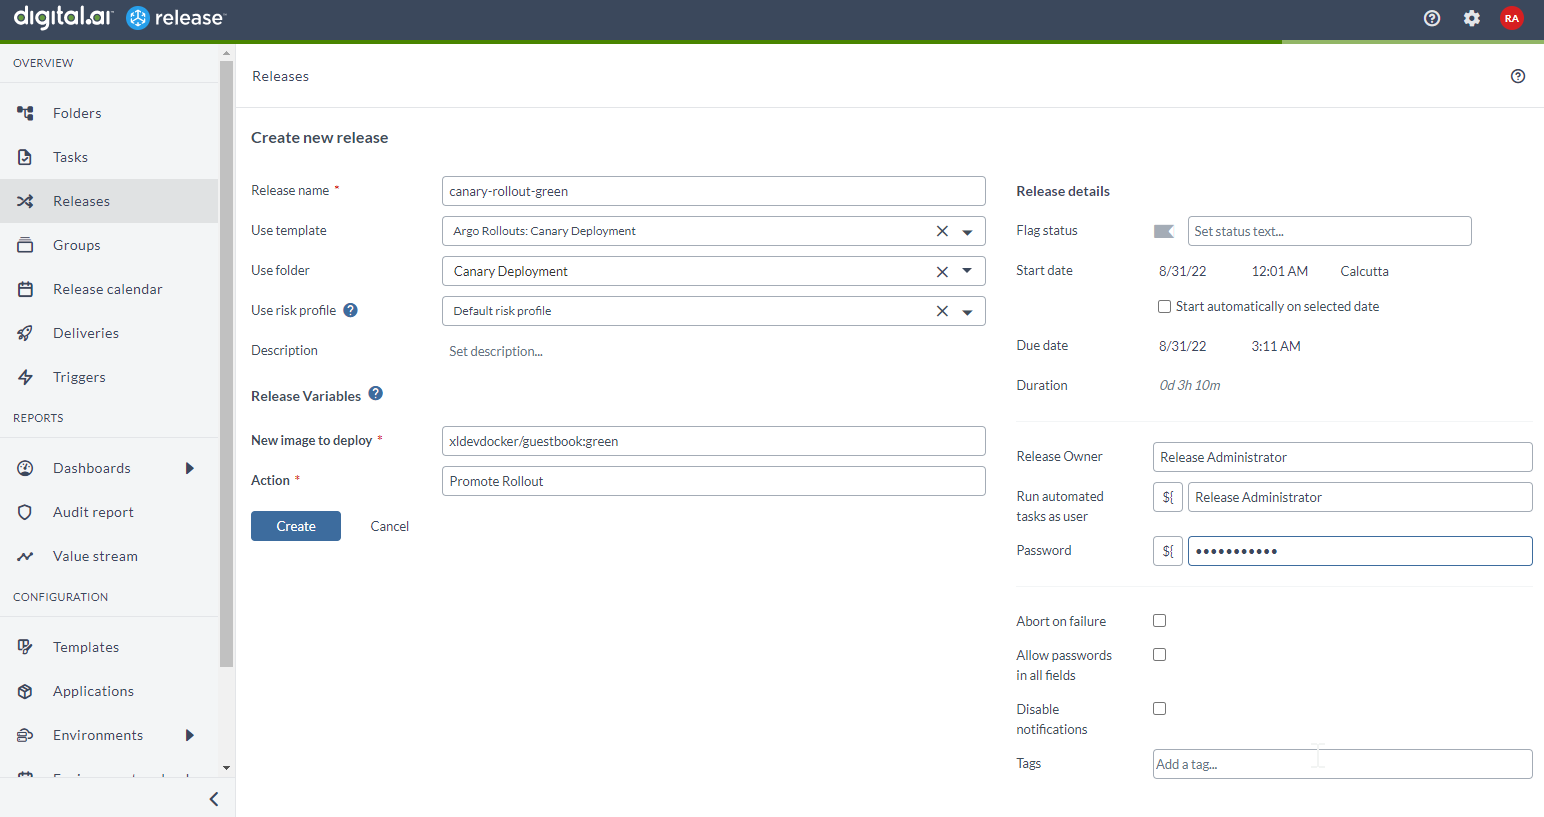 digital.ai release™
RA
OVERVIEW
Folders
Tasks
Releases
Groups
Release calendar
Deliveries
Triggers
REPORTS
Dashboards
Audit report
Value stream
CONFIGURATION
Templates
Applications
Environments
Releases
Create new release
Release name *
canary-rollout-green
Use template
Argo Rollouts: Canary Deployment
Use folder
Canary Deployment
Use risk profile ?
Default risk profile
Description
Set description...
Release Variables ?
New image to deploy *
xldevdocker/guestbook:green
Action *
Promote Rollout
Create
Cancel
Release details
Flag status
Set status text...
Start date
8/31/22 12:01 AM Calcutta
Start automatically on selected date
Due date
8/31/22 3:11 AM
Duration
0d 3h 10m
Release Owner
Release Administrator
Run automated
tasks as user
${
Release Administrator
Password
${
•••••••••••
Abort on failure
Allow passwords
in all fields
Disable
notifications
Tags
Add a tag...